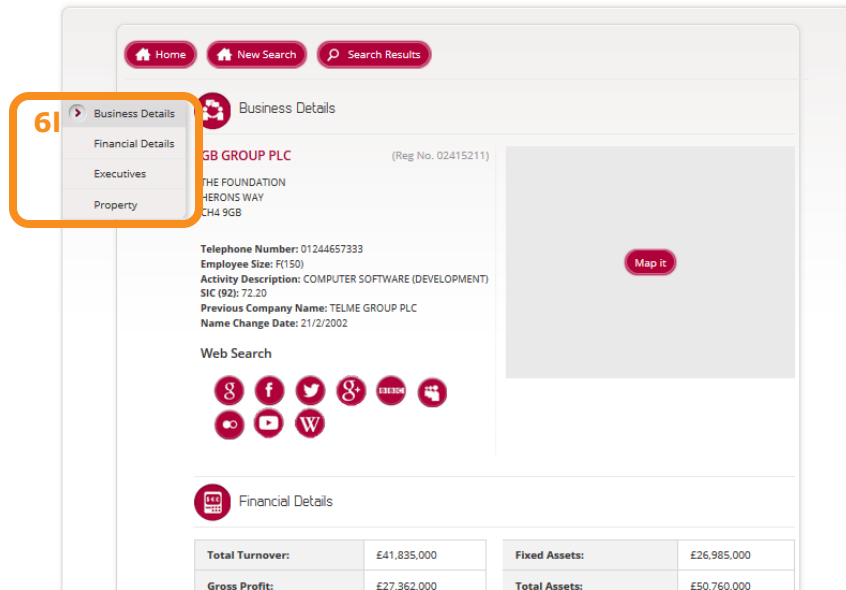 Home New Search Search Results
6l
Business Details
Financial Details
Executives
Property
Business Details
GB GROUP PLC (Reg No. 02415211)
THE FOUNDATION
HERONS WAY
CH4 9GB
Telephone Number: 01244657333
Employee Size: F(150)
Activity Description: COMPUTER SOFTWARE (DEVELOPMENT)
SIC (92): 72.20
Previous Company Name: TELME GROUP PLC
Name Change Date: 21/2/2002
Map it
Web Search
g f g+ BBC
W
Financial Details
Total Turnover: £41,835,000 Fixed Assets: £26,985,000
Gross Profit: £27,362,000 Total Assets: £50,760,000